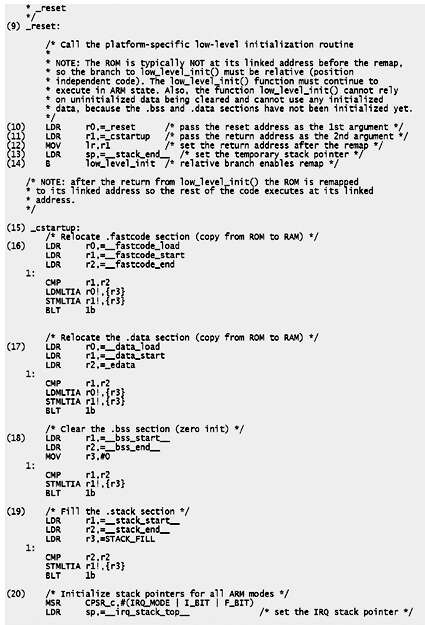 * _reset
*/
(9) _reset:
/* Call the platform-specific low-level initialization routine
*
* NOTE: The ROM is typically NOT at its linked address before the remap,
* so the branch to low_level_init() must be relative (position
* independent code). The low_level_init() function must continue to
* execute in ARM state. Also, the function low_level_init() cannot rely
* on uninitialized data being cleared and cannot use any initialized
* data, because the .bss and .data sections have not been initialized yet.
*/
(10) LDR r0,=_reset /* pass the reset address as the 1st argument */
(11) LDR r1,=_cstartup /* pass the return address as the 2nd argument */
(12) MOV lr,r1 /* set the return address after the remap */
(13) LDR sp,=__stack_end__ /* set the temporary stack pointer */
(14) B low_level_init /* relative branch enables remap */
/* NOTE: after the return from low_level_init() the ROM is remapped
* to its linked address so the rest of the code executes at its linked
* address.
*/
(15) _cstartup:
/* Relocate .fastcode section (copy from ROM to RAM) */
(16) LDR r0,=__fastcode_load
LDR r1,=__fastcode_start
LDR r2,=__fastcode_end
1:
CMP r1,r2
LDMLTIA r0!,{r3}
STMLTIA r1!,{r3}
BLT 1b
/* Relocate the .data section (copy from ROM to RAM) */
(17) LDR r0,=__data_load
LDR r1,=__data_start
LDR r2,=_edata
1:
CMP r1,r2
LDMLTIA r0!,{r3}
STMLTIA r1!,{r3}
BLT 1b
/* Clear the .bss section (zero init) */
(18) LDR r1,=__bss_start__
LDR r2,=__bss_end__
MOV r3,#0
1:
CMP r1,r2
STMLTIA r1!,{r3}
BLT 1b
/* Fill the .stack section */
(19) LDR r1,=__stack_start__
LDR r2,=__stack_end__
LDR r3,=STACK_FILL
1:
CMP r2,r2
STMLTIA r1!,{r3}
BLT 1b
/* Initialize stack pointers for all ARM modes */
(20) MSR CPSR_c,#(IRQ_MODE | I_BIT | F_BIT)
LDR sp,=__irq_stack_top__ /* set the IRQ stack pointer */